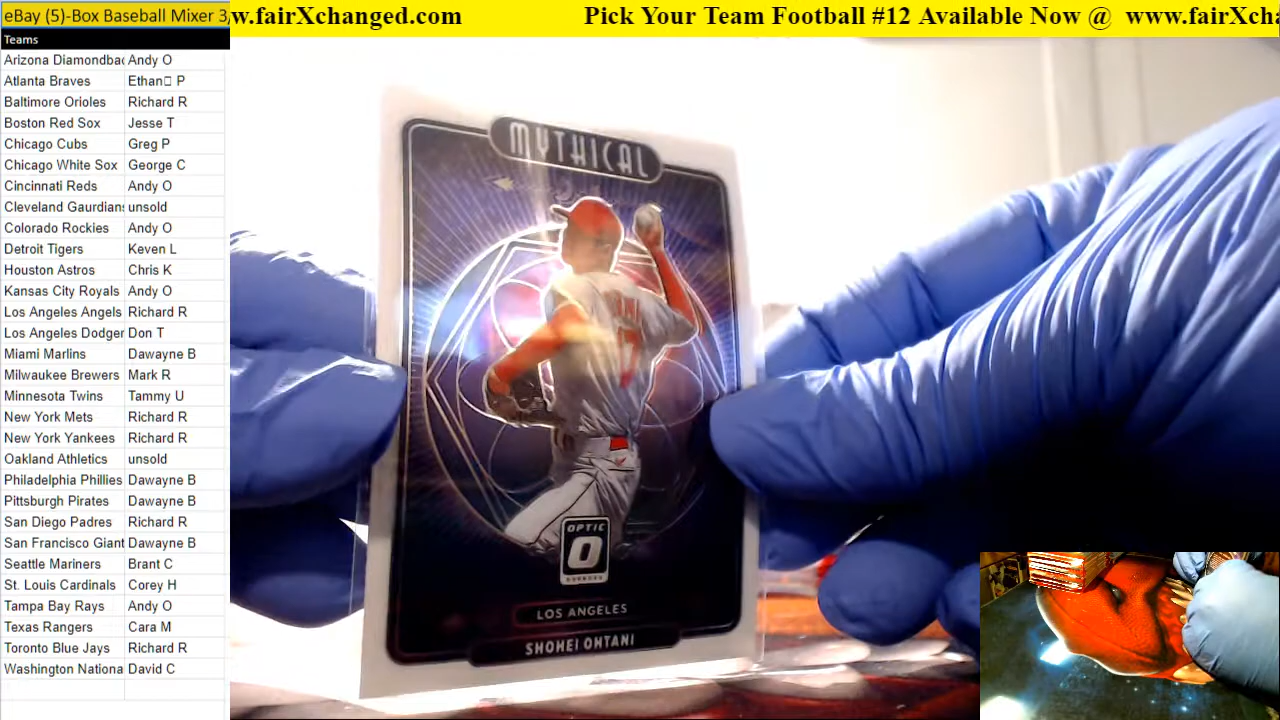 eBay (5)-Box Baseball Mixer 3
w.fairXchanged.com Pick Your Team Football #12 Available Now @ www.fairXcha
Teams
Arizona Diamondbac Andy O
Atlanta Braves Ethan□ P
Baltimore Orioles Richard R
Boston Red Sox Jesse T
Chicago Cubs Greg P
Chicago White Sox George C
Cincinnati Reds Andy O
Cleveland Gaurdians unsold
Colorado Rockies Andy O
Detroit Tigers Keven L
Houston Astros Chris K
Kansas City Royals Andy O
Los Angeles Angels Richard R
Los Angeles Dodger Don T
Miami Marlins Dawayne B
Milwaukee Brewers Mark R
Minnesota Twins Tammy U
New York Mets Richard R
New York Yankees Richard R
Oakland Athletics unsold
Philadelphia Phillies Dawayne B
Pittsburgh Pirates Dawayne B
San Diego Padres Richard R
San Francisco Giant Dawayne B
Seattle Mariners Brant C
St. Louis Cardinals Corey H
Tampa Bay Rays Andy O
Texas Rangers Cara M
Toronto Blue Jays Richard R
Washington Nationa David C
MYTHICAL
17
OPTIC
O
DONRUSS
LOS ANGELES
SHOHEI OHTANI